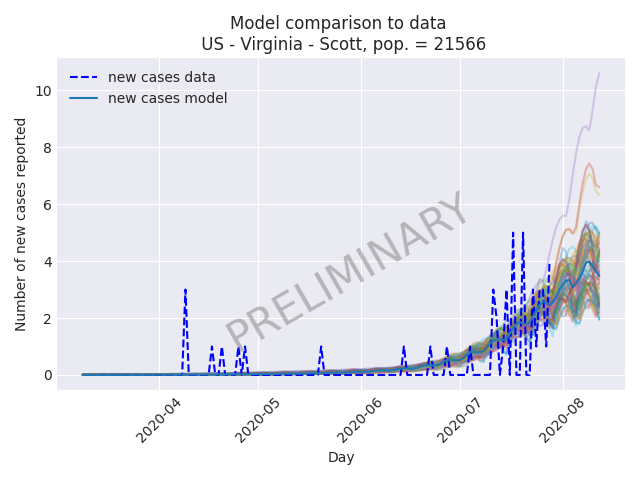 Model comparison to data
US - Virginia - Scott, pop. = 21566
new cases data
new cases model
Number of new cases reported
10
8
6
4
2
0
PRELIMINARY
2020-04
2020-05
2020-06
2020-07
2020-08
Day